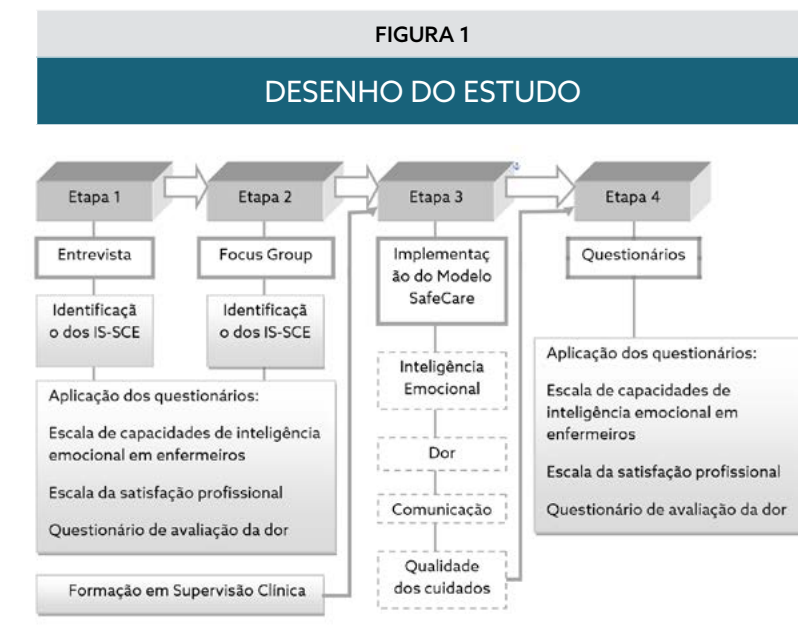 FIGURA 1
DESENHO DO ESTUDO
Etapa 1
Etapa 2
Etapa 3
Etapa 4
Entrevista
Focus Group
Implementaç
ão do Modelo
SafeCare
Questionários
Identificaçã
o dos IS-SCE
Identificaçã
o dos IS-SCE
Inteligência
Emocional
Dor
Comunicação
Qualidade
dos cuidados
Aplicação dos questionários:
Escala de capacidades de inteligência
emocional em enfermeiros
Escala da satisfação profissional
Questionário de avaliação da dor
Aplicação dos questionários:
Escala de capacidades de
inteligência emocional em
enfermeiros
Escala da satisfação profissional
Questionário de avaliação da dor
Formação em Supervisão Clínica